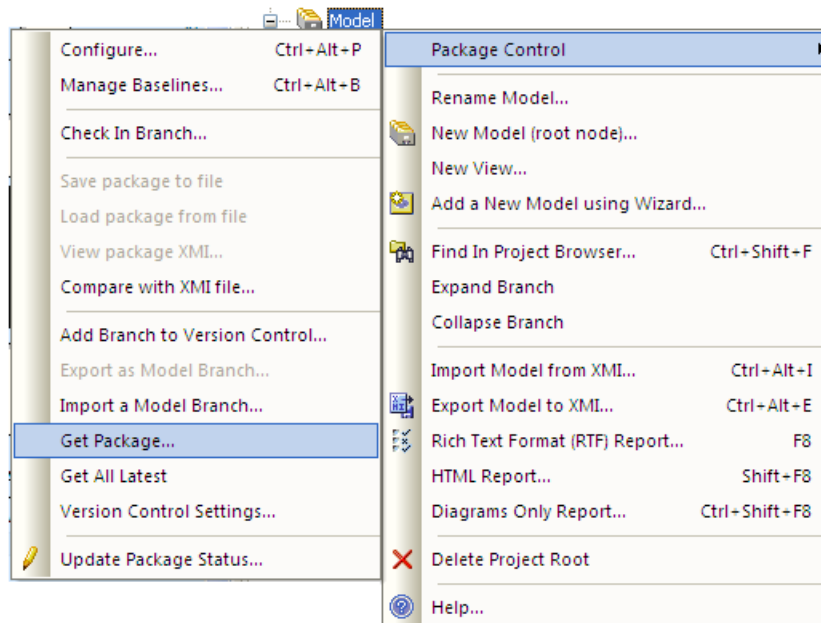 Model
Configure... Ctrl+Alt+P
Manage Baselines... Ctrl+Alt+B
Check In Branch...
Save package to file
Load package from file
View package XMI...
Compare with XMI file...
Add Branch to Version Control...
Export as Model Branch...
Import a Model Branch...
Get Package...
Get All Latest
Version Control Settings...
Update Package Status...
Package Control
Rename Model...
New Model (root node)...
New View...
Add a New Model using Wizard...
Find In Project Browser... Ctrl+Shift+F
Expand Branch
Collapse Branch
Import Model from XMI... Ctrl+Alt+I
Export Model to XMI... Ctrl+Alt+E
Rich Text Format (RTF) Report... F8
HTML Report... Shift+F8
Diagrams Only Report... Ctrl+Shift+F8
Delete Project Root
Help...